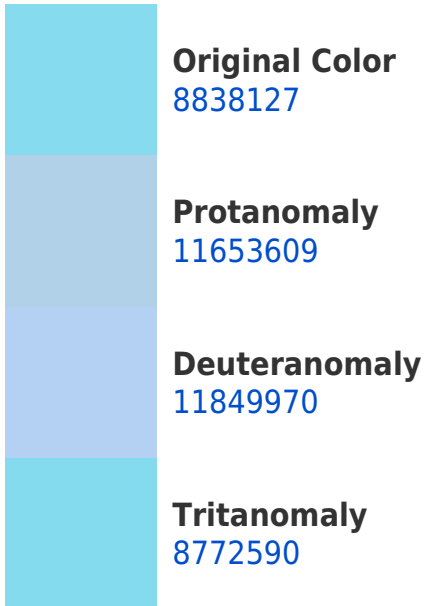 Original Color
8838127
Protanomaly
11653609
Deuteranomaly
11849970
Tritanomaly
8772590